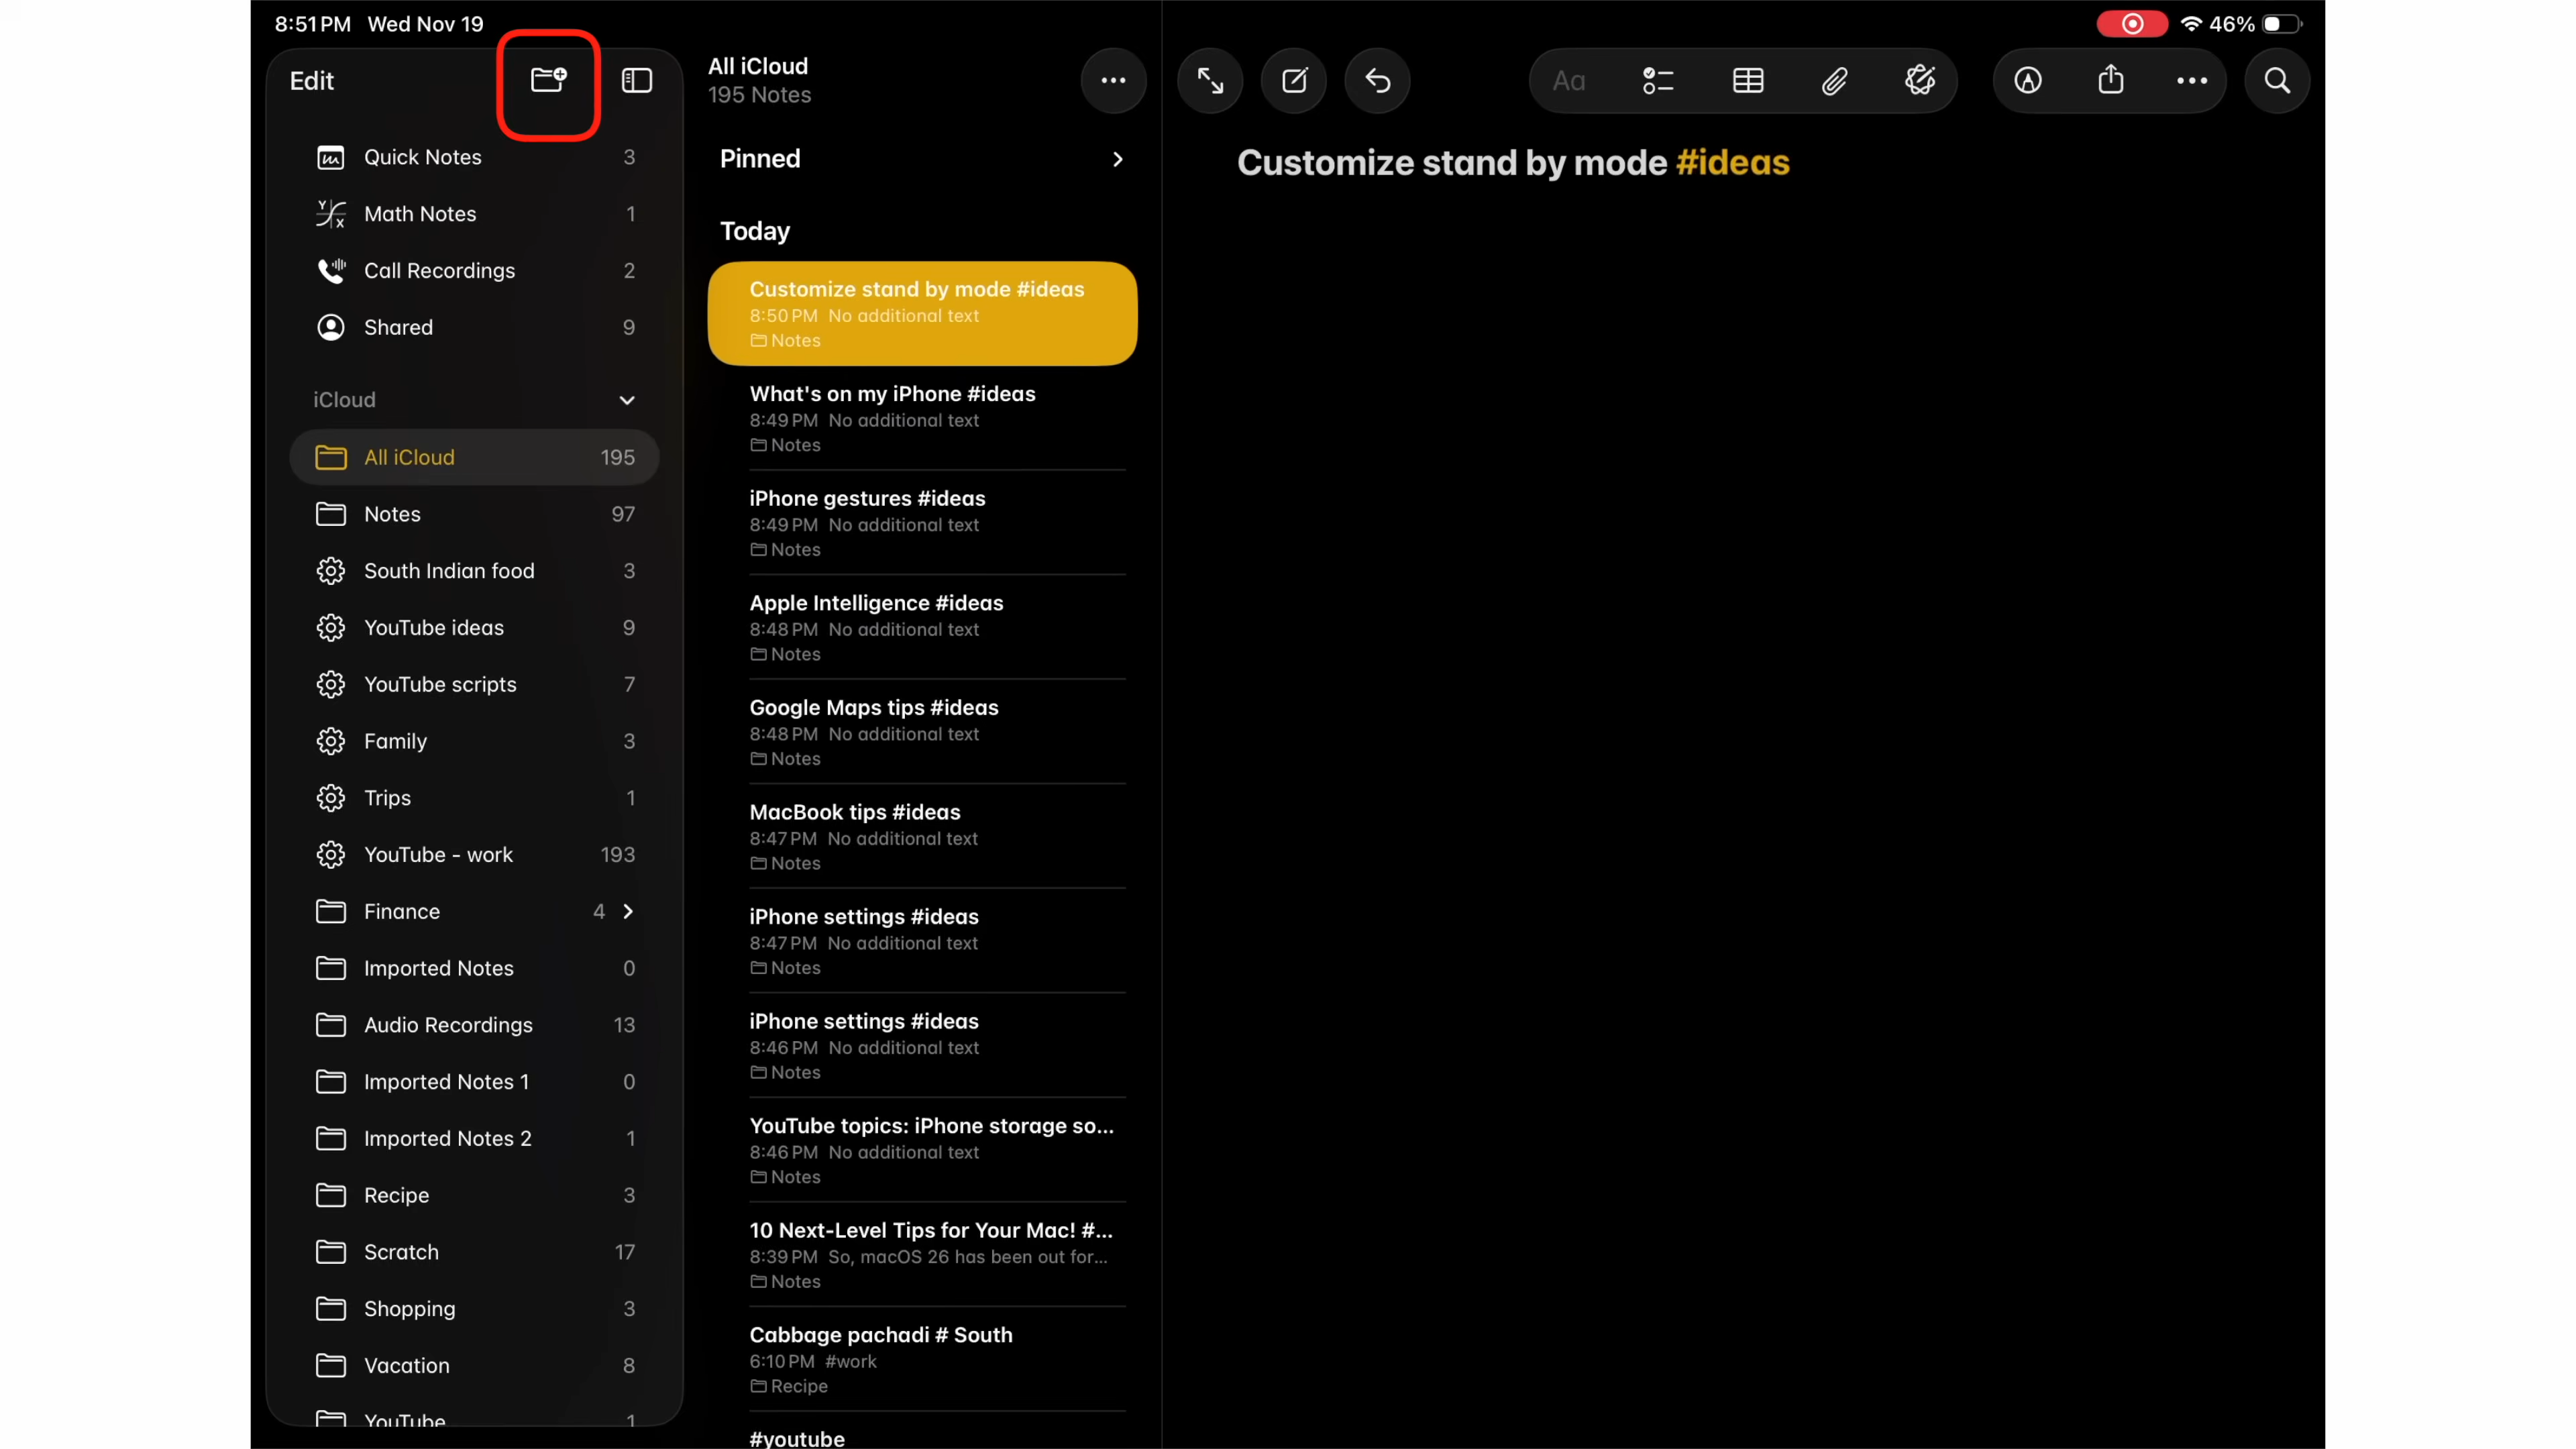 8:51 PM Wed Nov 19
46%
Edit
Quick Notes 3
Math Notes 1
Call Recordings 2
Shared 9
iCloud
All iCloud 195
Notes 97
South Indian food 3
YouTube ideas 9
YouTube scripts 7
Family 3
Trips 1
YouTube - work 193
Finance 4
Imported Notes 0
Audio Recordings 13
Imported Notes 1 0
Imported Notes 2 1
Recipe 3
Scratch 17
Shopping 3
Vacation 8
YouTube 1
All iCloud
195 Notes
Pinned
Today
Customize stand by mode #ideas
8:50 PM No additional text
Notes
What's on my iPhone #ideas
8:49 PM No additional text
Notes
iPhone gestures #ideas
8:49 PM No additional text
Notes
Apple Intelligence #ideas
8:48 PM No additional text
Notes
Google Maps tips #ideas
8:48 PM No additional text
Notes
MacBook tips #ideas
8:47 PM No additional text
Notes
iPhone settings #ideas
8:47 PM No additional text
Notes
iPhone settings #ideas
8:46 PM No additional text
Notes
YouTube topics: iPhone storage so...
8:46 PM No additional text
Notes
10 Next-Level Tips for Your Mac! #...
8:39 PM So, macOS 26 has been out for...
Notes
Cabbage pachadi # South
6:10 PM #work
Recipe
#youtube
Aa
Customize stand by mode #ideas